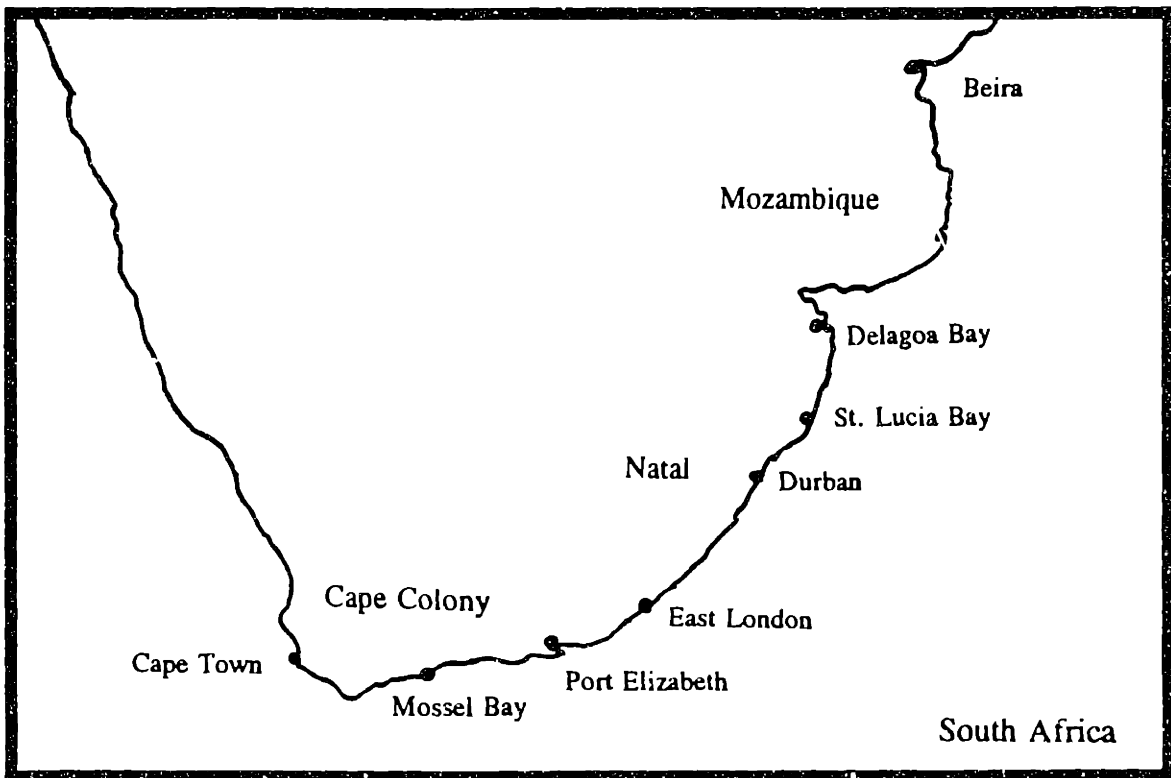 Beira
Mozambique
Delagoa Bay
St. Lucia Bay
Natal
Durban
Cape Colony
East London
Cape Town
Port Elizabeth
Mossel Bay
South Africa